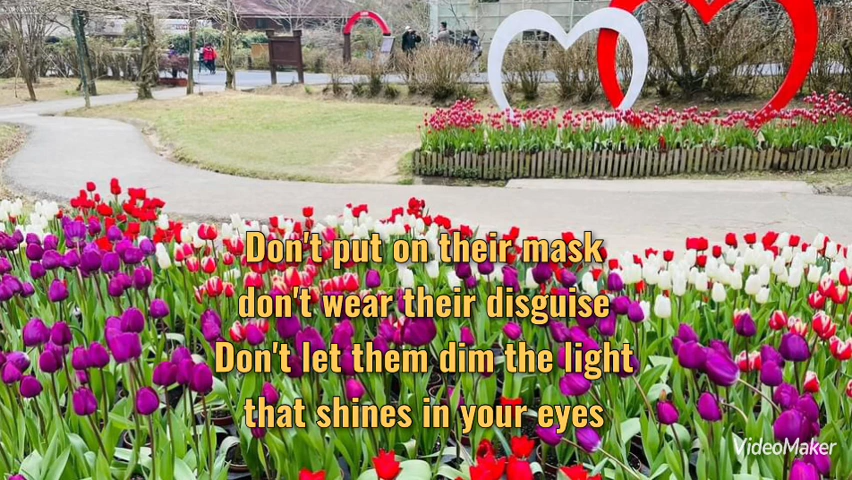 Don't put on their mask
don't wear their disguise
Don't let them dim the light
that shines in your eyes
VideoMaker